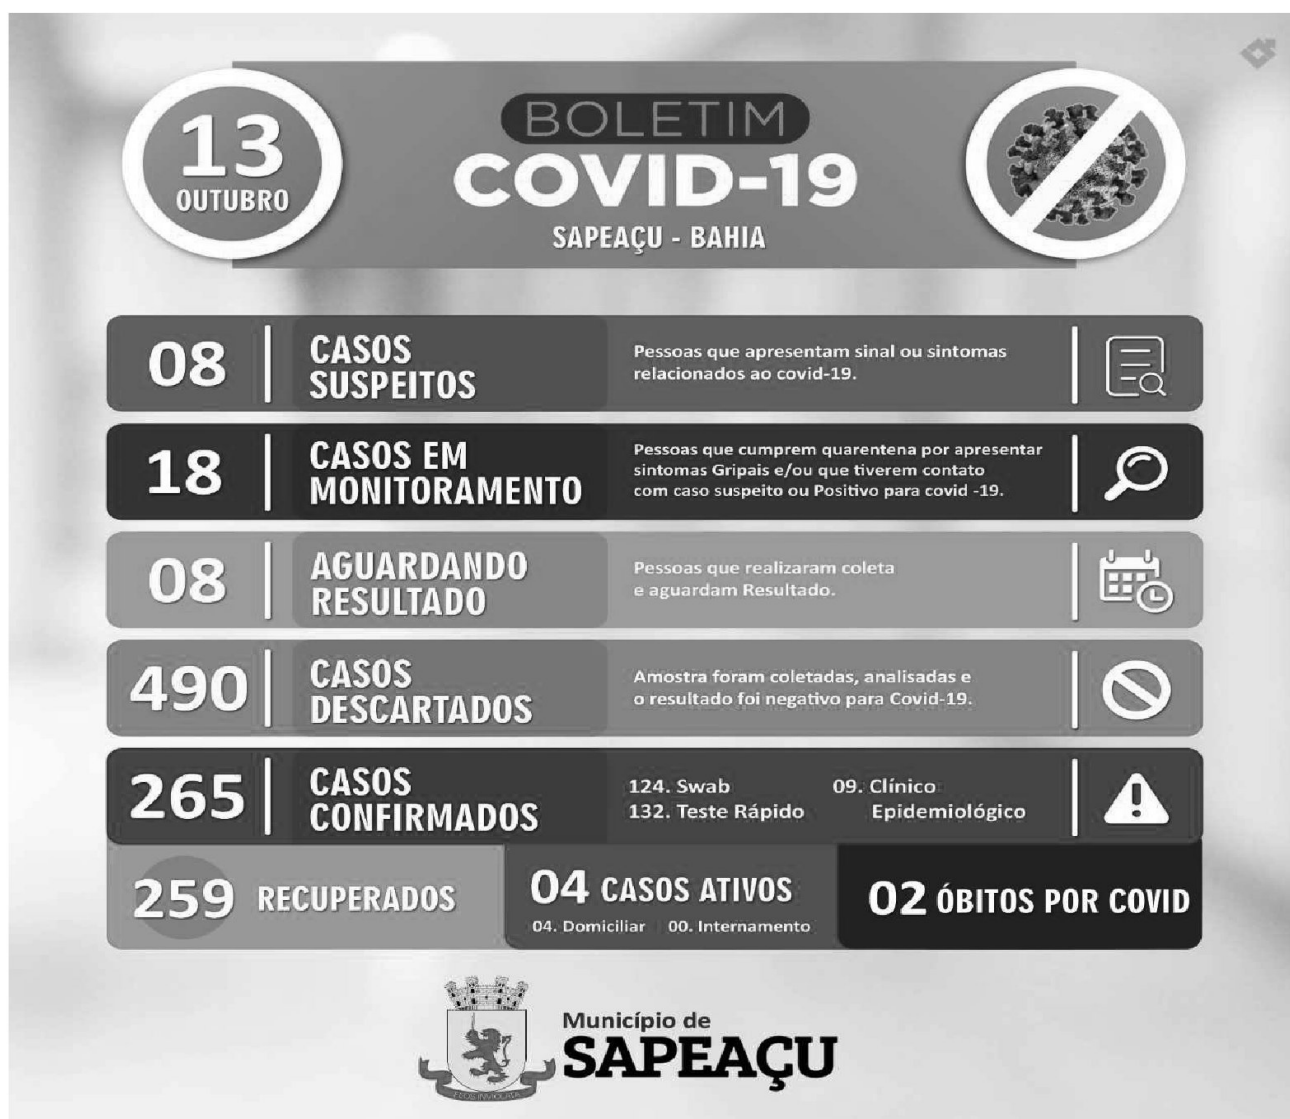 13
OUTUBRO
BOLETIM
COVID-19
SAPEAÇU - BAHIA
08
CASOS
SUSPEITOS
Pessoas que apresentam sinal ou sintomas
relacionados ao covid-19.
18
CASOS EM
MONITORAMENTO
Pessoas que cumprem quarentena por apresentar
sintomas Gripais e/ou que tiverem contato
com caso suspeito ou Positivo para covid -19.
08
AGUARDANDO
RESULTADO
Pessoas que realizaram coleta
e aguardam Resultado.
490
CASOS
DESCARTADOS
Amostra foram coletadas, analisadas e
o resultado foi negativo para Covid-19.
265
CASOS
CONFIRMADOS
124. Swab
132. Teste Rápido
09. Clínico
Epidemiológico
259 RECUPERADOS
04 CASOS ATIVOS
04. Domiciliar 00. Internamento
02 ÓBITOS POR COVID
Município de
SAPEAÇU